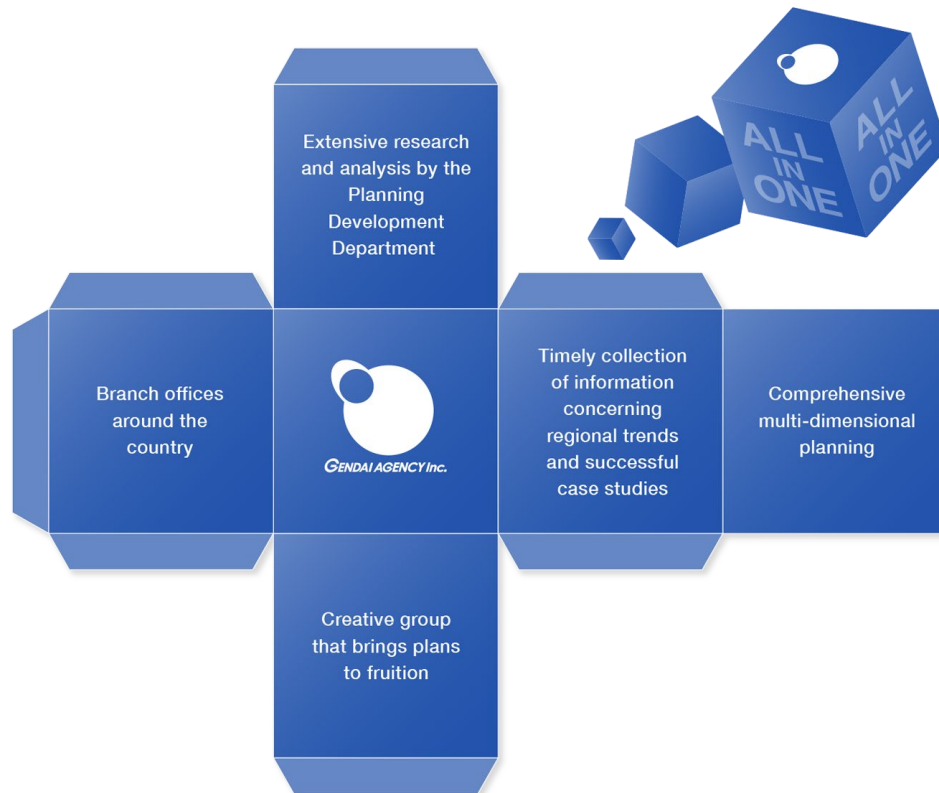 Extensive research
and analysis by the
Planning
Development
Department
ALL
IN
ONE
ALL
IN
ONE
Branch offices
around the
country
GENDAI AGENCY Inc.
Timely collection
of information
concerning
regional trends
and successful
case studies
Comprehensive
multi-dimensional
planning
Creative group
that brings plans
to fruition